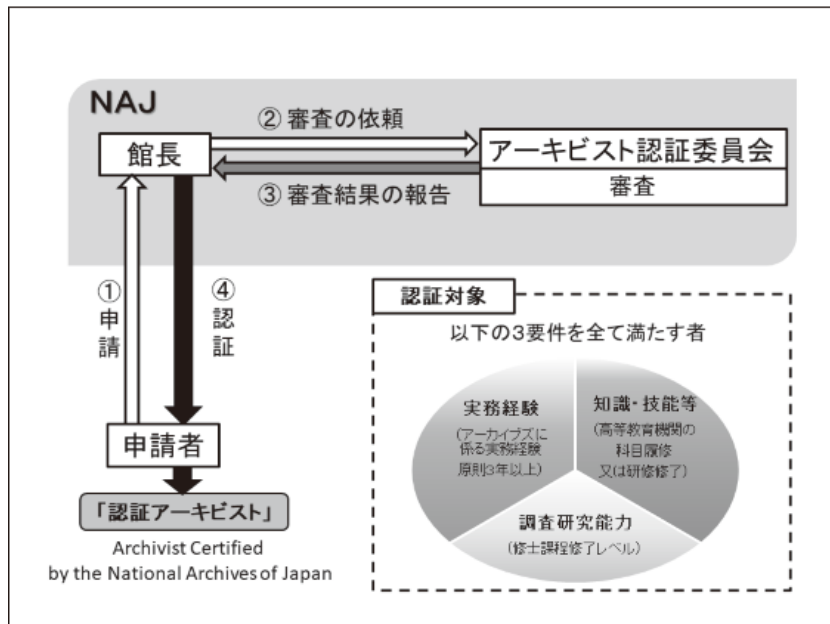 NAJ
② 審査の依頼
館長
アーキビスト認証委員会
審査
③ 審査結果の報告
①申請
④認証
申請者
「認証アーキビスト」
Archivist Certified
by the National Archives of Japan
認証対象
以下の3要件を全て満たす者
実務経験
(アーカイブズに
係る実務経験
原則3年以上)
知識・技能等
(高等教育機関の
科目履修
又は研修修了)
調査研究能力
(修士課程修了レベル)